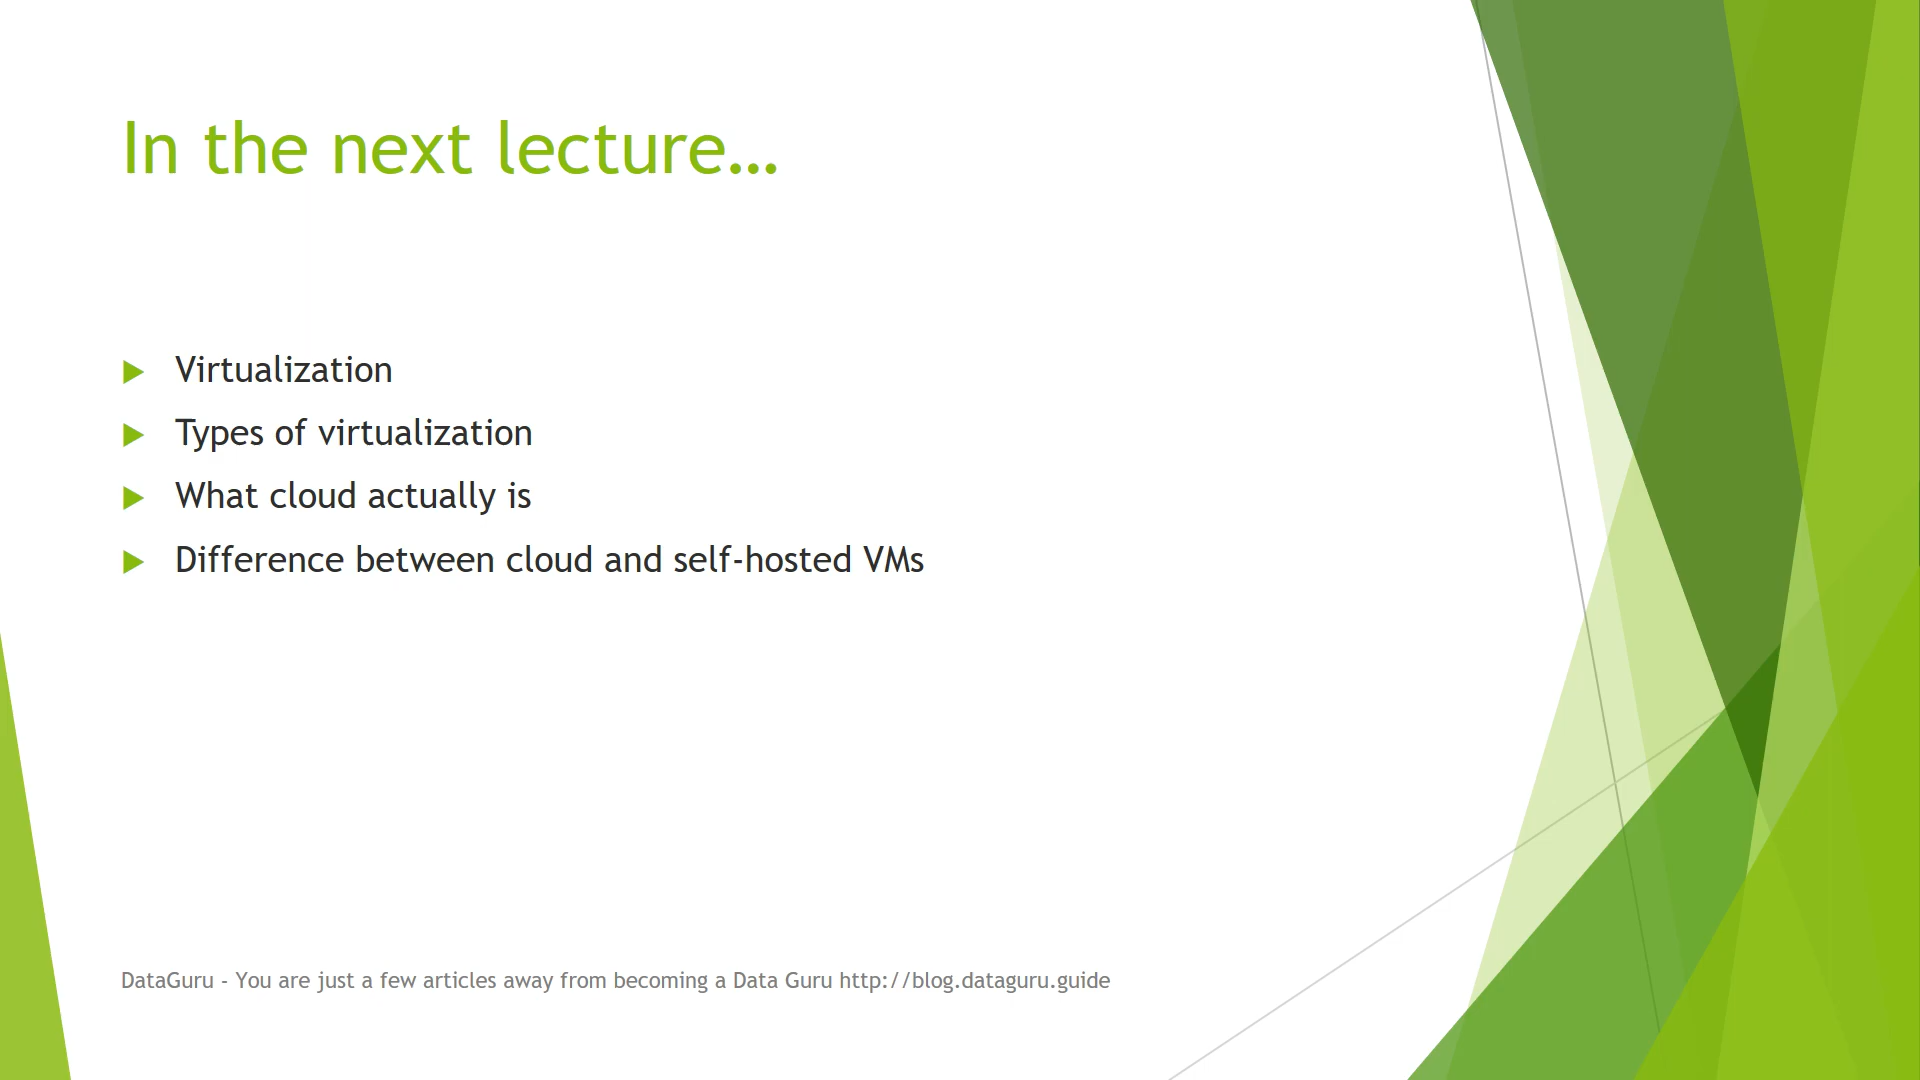 In the next lecture...
Virtualization
Types of virtualization
What cloud actually is
Difference between cloud and self-hosted VMs
DataGuru - You are just a few articles away from becoming a Data Guru http://blog.dataguru.guide